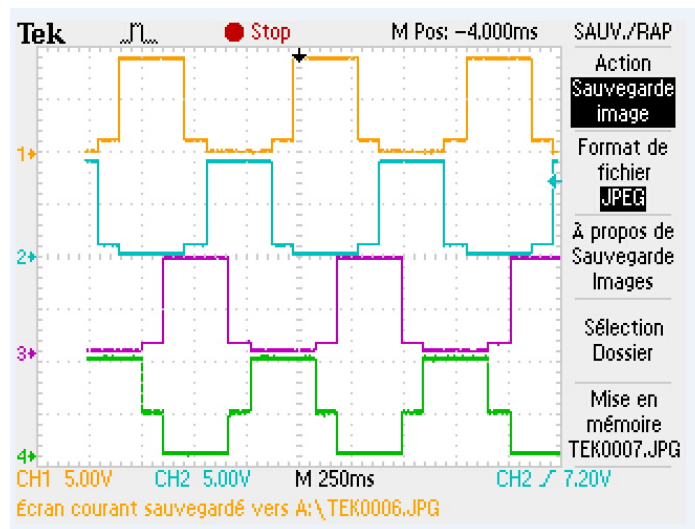 Tek Stop M Pos: -4.000ms SAUV./RAP
Action
Sauvegarde
image
Format de
fichier
JPEG
À propos de
Sauvegarde
Images
Sélection
Dossier
Mise en
mémoire
TEK0007.JPG
1
2
3
4
CH1 5.00V CH2 5.00V M 250ms CH2 7.20V
Écran courant sauvegardé vers A:\TEK0006.JPG